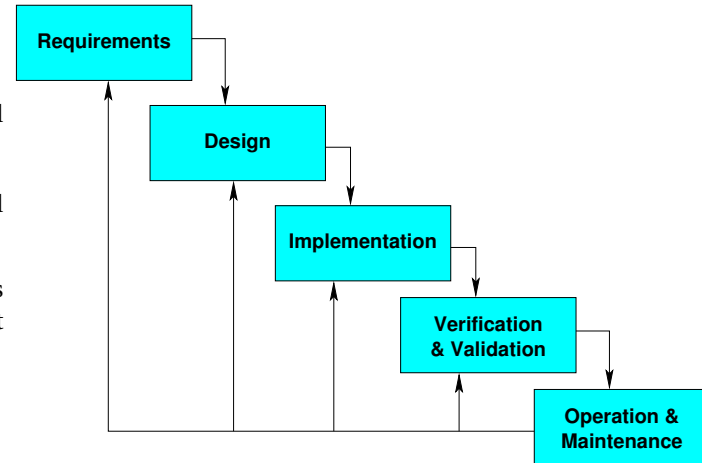 Requirements
Design
Implementation
Verification
& Validation
Operation &
Maintenance